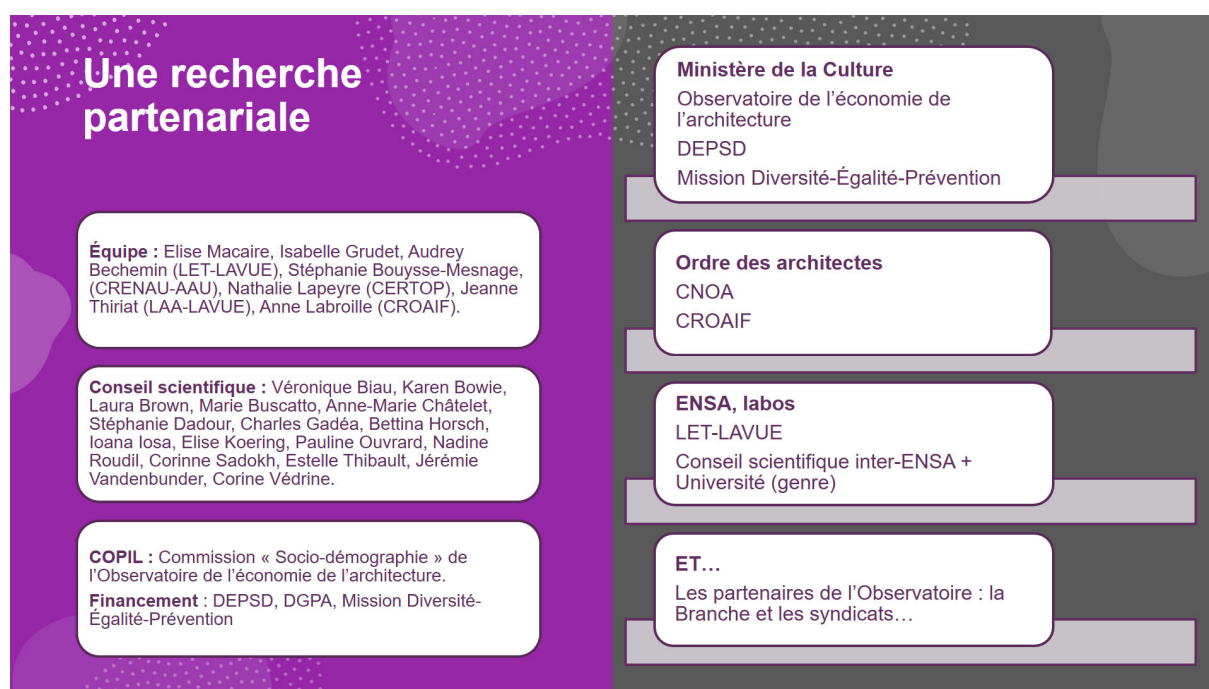 Une recherche
partenariale
Équipe : Elise Macaire, Isabelle Grudet, Audrey
Bechemin (LET-LAVUE), Stéphanie Bouysse-Mesnage,
(CRENAU-AAU), Nathalie Lapeyre (CERTOP), Jeanne
Thiriat (LAA-LAVUE), Anne Labroille (CROAIF).
Conseil scientifique : Véronique Biau, Karen Bowie,
Laura Brown, Marie Buscatto, Anne-Marie Châtelet,
Stéphanie Dadour, Charles Gadéa, Bettina Horsch,
Ioana Iosa, Elise Koering, Pauline Ouvrard, Nadine
Roudil, Corinne Sadokh, Estelle Thibault, Jérémie
Vandenbunder, Corine Védrine.
COPIL : Commission « Socio-démographie » de
l’Observatoire de l’économie de l’architecture.
Financement : DEPSD, DGPA, Mission Diversité-
Égalité-Prévention
Ministère de la Culture
Observatoire de l’économie de
l’architecture
DEPSD
Mission Diversité-Égalité-Prévention
Ordre des architectes
CNOA
CROAIF
ENSA, labos
LET-LAVUE
Conseil scientifique inter-ENSA +
Université (genre)
ET…
Les partenaires de l’Observatoire : la
Branche et les syndicats…